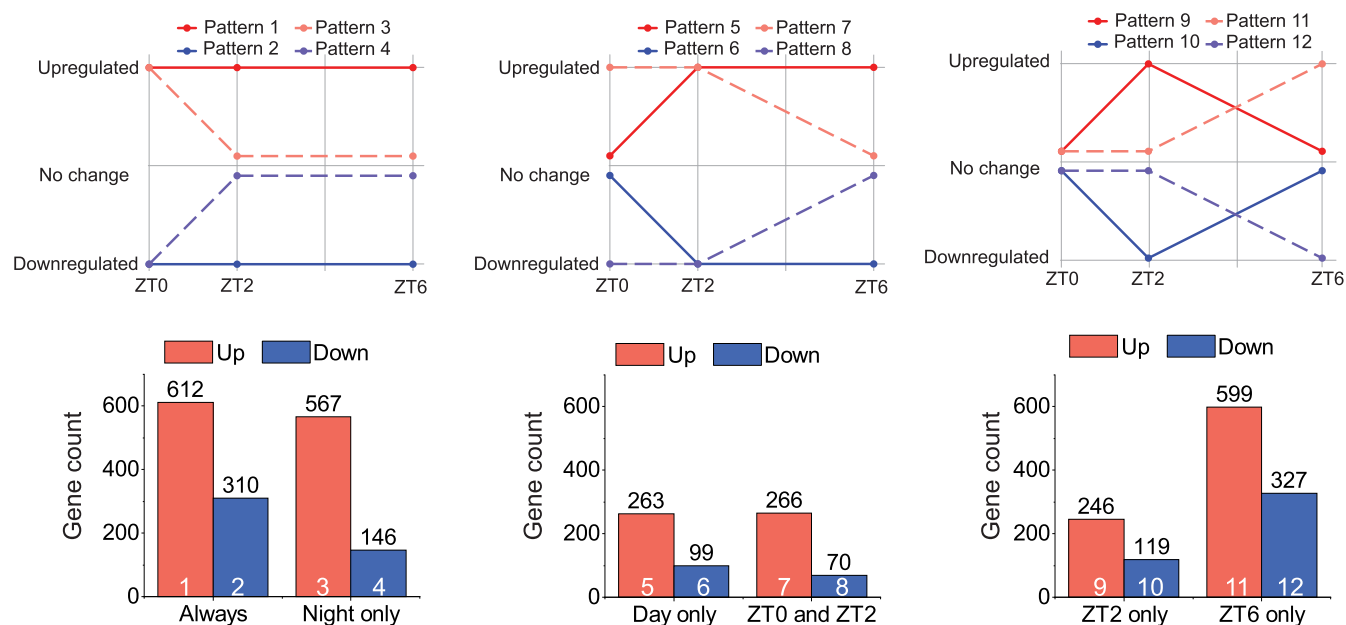 Pattern 1 Pattern 3
Pattern 2 Pattern 4
Upregulated
No change
Downregulated
ZT0 ZT2 ZT6
Pattern 5 Pattern 7
Pattern 6 Pattern 8
Upregulated
No change
Downregulated
ZT0 ZT2 ZT6
Pattern 9 Pattern 11
Pattern 10 Pattern 12
Upregulated
No change
Downregulated
ZT0 ZT2 ZT6
Up Down
Gene count
600
400
200
0
612
310
567
146
1 2 3 4
Always Night only
Up Down
Gene count
600
400
200
0
263
99
266
70
5 6 7 8
Day only ZT0 and ZT2
Up Down
Gene count
600
400
200
0
246
119
599
327
9 10 11 12
ZT2 only ZT6 only